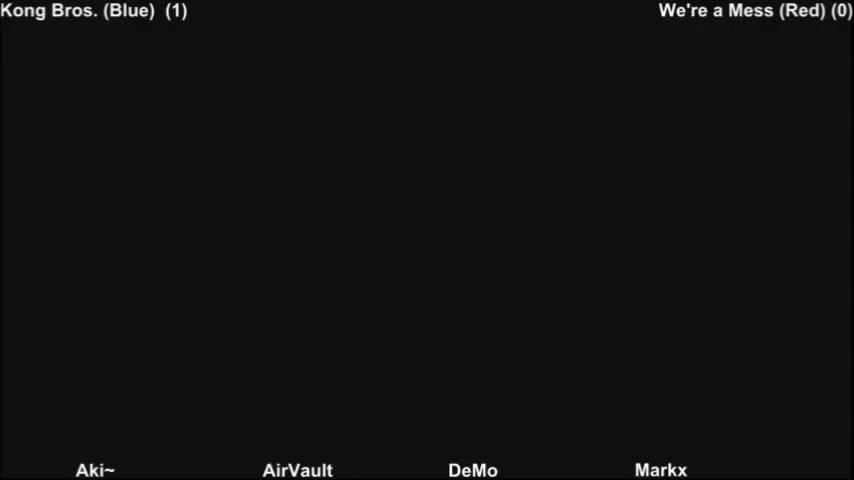 Kong Bros. (Blue)  (1)
We're a Mess (Red) (0)
Aki~
AirVault
DeMo
Markx